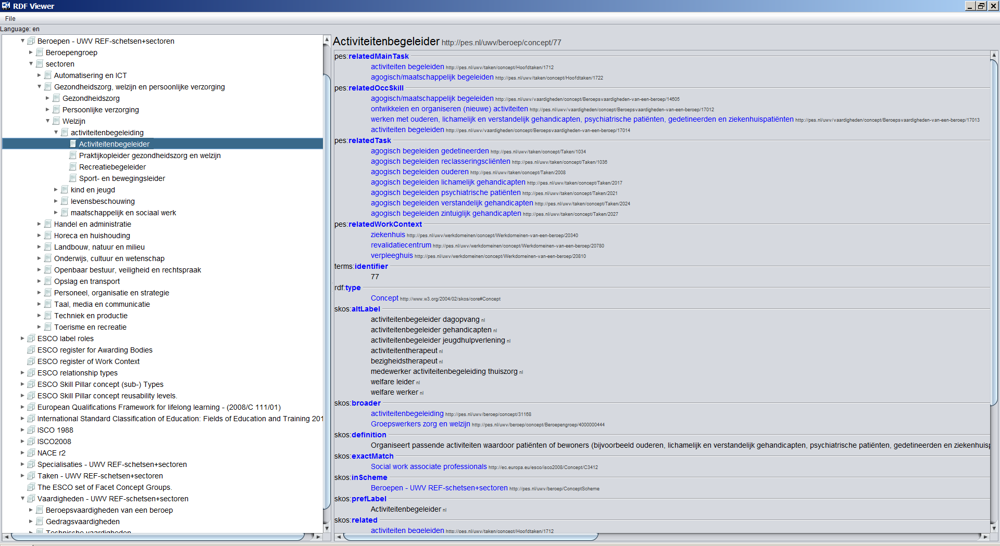 RDF Viewer
File
Language: en
Beroepen - UWV REF-schetsen+sectoren
Beroepengroep
sectoren
Automatisering en ICT
Gezondheidszorg, welzijn en persoonlijke verzorging
Gezondheidszorg
Persoonlijke verzorging
Welzijn
activiteitenbegeleiding
Activiteitenbegeleider
Praktijkopleider gezondheidszorg en welzijn
Recreatiebegeleider
Sport- en bewegingsleider
kind en jeugd
levensbeschouwing
maatschappelijk en sociaal werk
Handel en administratie
Horeca en huishouding
Landbouw, natuur en milieu
Onderwijs, cultuur en wetenschap
Openbaar bestuur, veiligheid en rechtspraak
Opslag en transport
Personeel, organisatie en strategie
Taal, media en communicatie
Techniek en productie
Toerisme en recreatie
ESCO label roles
ESCO register for Awarding Bodies
ESCO register of Work Context
ESCO relationship types
ESCO Skill Pillar concept (sub-) Types
ESCO Skill Pillar concept reusability levels.
European Qualifications Framework for lifelong learning - (2008/C 111/01)
International Standard Classification of Education: Fields of Education and Training 201
ISCO 1988
ISCO2008
NACE r2
Specialisaties - UWV REF-schetsen+sectoren
Taken - UWV REF-schetsen+sectoren
The ESCO set of Facet Concept Groups.
Vaardigheden - UWV REF-schetsen+sectoren
Beroepsvaardigheden van een beroep
Gedragsvaardigheden
Technische vaardigheden
Activiteitenbegeleider http://pes.nl/uwv/beroep/concept/77
pes:relatedMainTask
activiteiten begeleiden http://pes.nl/uwv/taken/concept/Hoofdtaken/1712
agogisch/maatschappelijk begeleiden http://pes.nl/uwv/taken/concept/Hoofdtaken/1722
pes:relatedOccSkill
agogisch/maatschappelijk begeleiden http://pes.nl/uwv/vaardigheden/concept/Beroepsvaardigheden-van-een-beroep/14605
ontwikkelen en organiseren (nieuwe) activiteiten http://pes.nl/uwv/vaardigheden/concept/Beroepsvaardigheden-van-een-beroep/17012
werken met ouderen, lichamelijk en verstandelijk gehandicapten, psychiatrische patiënten, gedetineerden en ziekenhuispatiënten http://pes.nl/uwv/vaardigheden/concept/Beroepsvaardigheden-van-een-beroep/17013
activiteiten begeleiden http://pes.nl/uwv/vaardigheden/concept/Beroepsvaardigheden-van-een-beroep/17014
pes:relatedTask
agogisch begeleiden gedetineerden http://pes.nl/uwv/taken/concept/Taken/1034
agogisch begeleiden reclasseringscliënten http://pes.nl/uwv/taken/concept/Taken/1036
agogisch begeleiden ouderen http://pes.nl/uwv/taken/concept/Taken/2008
agogisch begeleiden lichamelijk gehandicapten http://pes.nl/uwv/taken/concept/Taken/2017
agogisch begeleiden psychiatrische patiënten http://pes.nl/uwv/taken/concept/Taken/2021
agogisch begeleiden verstandelijk gehandicapten http://pes.nl/uwv/taken/concept/Taken/2024
agogisch begeleiden zintuiglijk gehandicapten http://pes.nl/uwv/taken/concept/Taken/2027
pes:relatedWorkContext
ziekenhuis http://pes.nl/uwv/werkdomeinen/concept/Werkdomeinen-van-een-beroep/20340
revalidatiecentrum http://pes.nl/uwv/werkdomeinen/concept/Werkdomeinen-van-een-beroep/20780
verpleeghuis http://pes.nl/uwv/werkdomeinen/concept/Werkdomeinen-van-een-beroep/20810
terms:identifier
77
rdf:type
Concept http://www.w3.org/2004/02/skos/core#Concept
skos:altLabel
activiteitenbegeleider dagopvang nl
activiteitenbegeleider gehandicapten nl
activiteitenbegeleider jeugdhulpverlening nl
activiteitentherapeut nl
bezigheidstherapeut nl
medewerker activiteitenbegeleiding thuiszorg nl
welfare leider nl
welfare werker nl
skos:broader
activiteitenbegeleiding http://pes.nl/uwv/beroep/concept/31168
Groepswerkers zorg en welzijn http://pes.nl/uwv/beroep/concept/Beroepengroep/4000000444
skos:definition
Organiseert passende activiteiten waardoor patiënten of bewoners (bijvoorbeeld ouderen, lichamelijk en verstandelijk gehandicapten, psychiatrische patiënten, gedetineerden en ziekenhuisp
skos:exactMatch
Social work associate professionals http://ec.europa.eu/esco/isco2008/Concept/C3412
skos:inScheme
Beroepen - UWV REF-schetsen+sectoren http://pes.nl/uwv/beroep/ConceptScheme
skos:prefLabel
Activiteitenbegeleider nl
skos:related
activiteiten begeleiden http://pes.nl/uwv/taken/concept/Hoofdtaken/1712